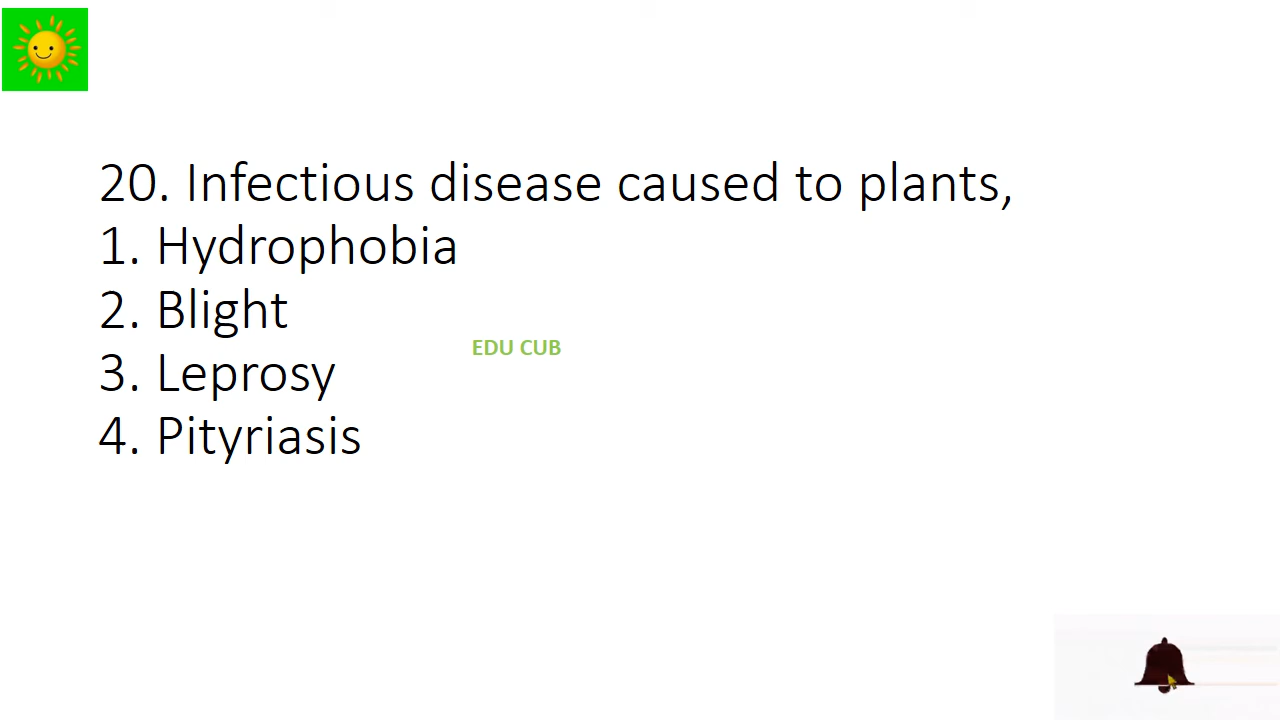 20. Infectious disease caused to plants,
1. Hydrophobia
2. Blight
EDU CUB
3. Leprosy
4. Pityriasis